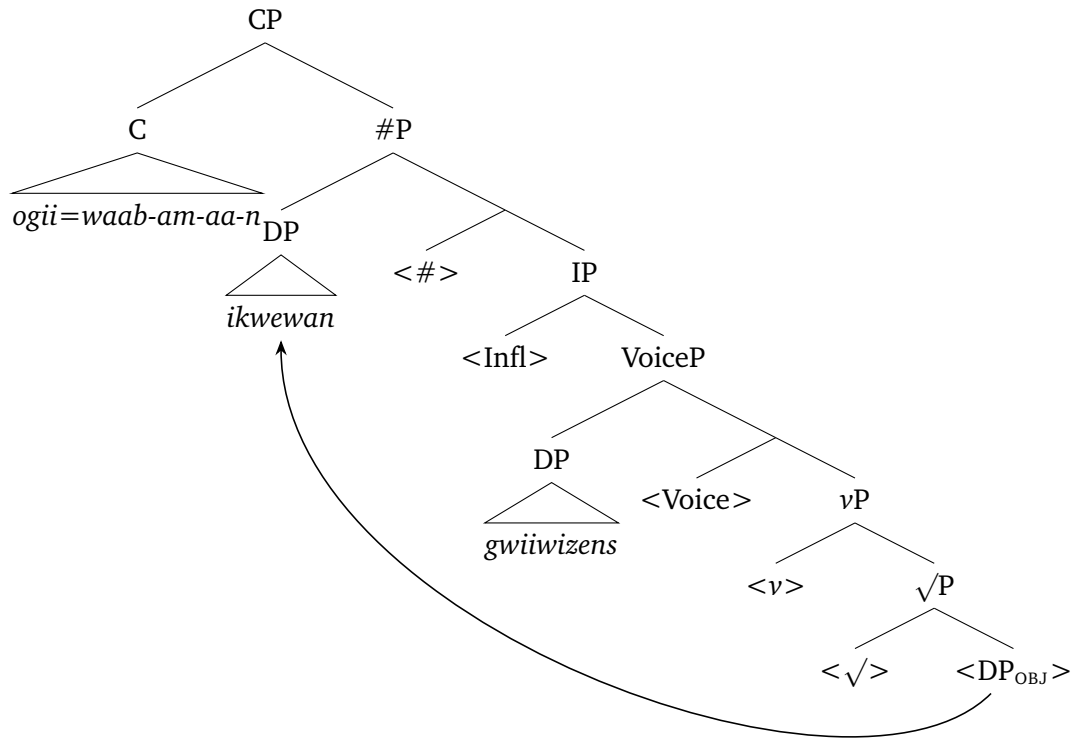 CP
C #P
ogii=waab-am-aa-n DP
<#> IP
ikwewan
<Infl> VoiceP
DP <Voice> vP
gwiiwizens
<v> √P
<√> <DPOBJ>